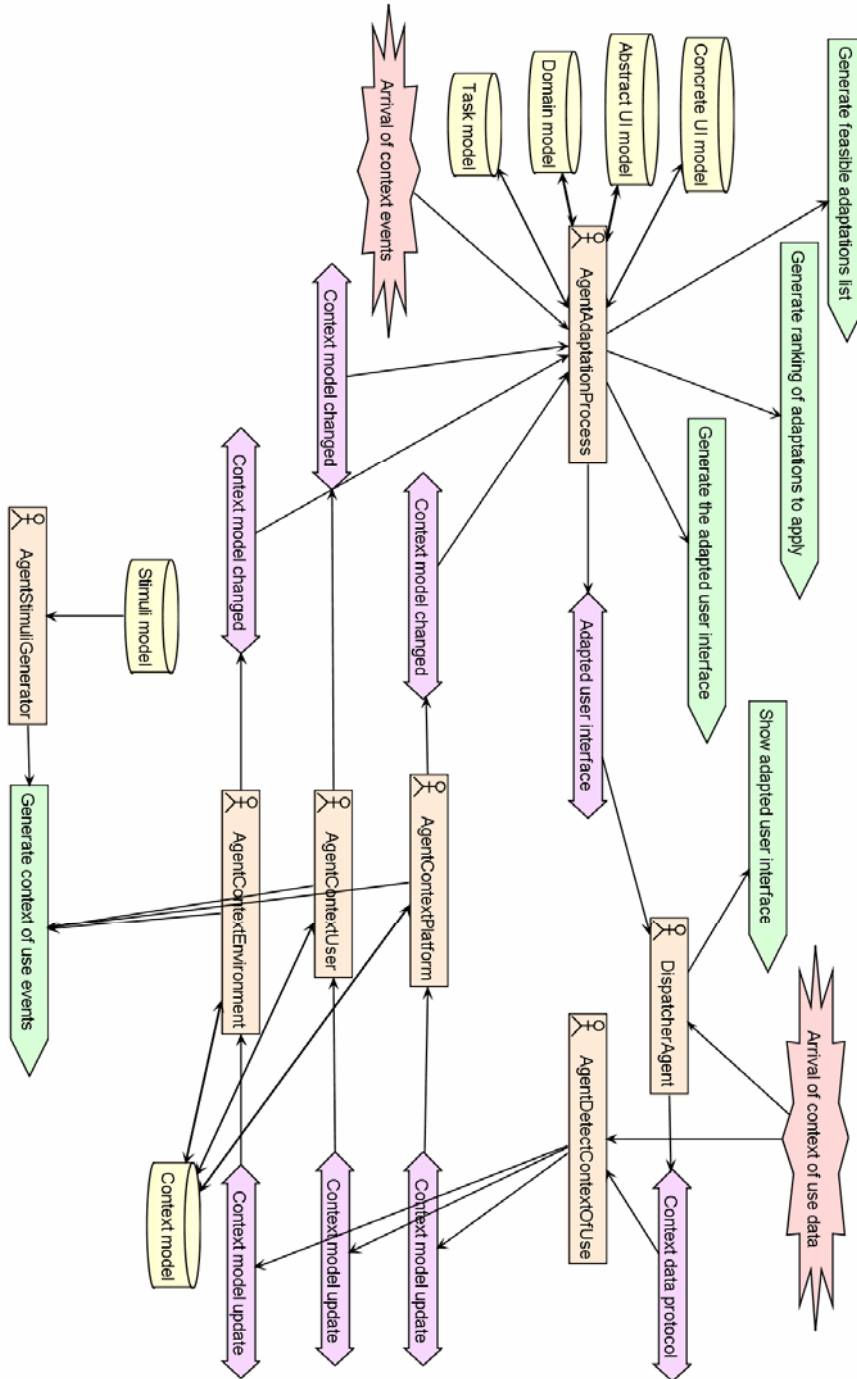 Generate feasible adaptations list
Generate ranking of adaptations to apply
Generate the adapted user interface
Show adapted user interface
Arrival of context of use data
Concrete UI model
Abstract UI model
Domain model
Task model
Arrival of context events
AgentAdaptationProcess
Adapted user interface
DispatcherAgent
Context data protocol
AgentDetectContextOfUse
Context model changed
AgentContextPlatform
Context model update
Context model changed
AgentContextUser
Context model update
Context model changed
AgentContextEnvironment
Context model update
Context model
Stimuli model
AgentStimuliGenerator
Generate context of use events